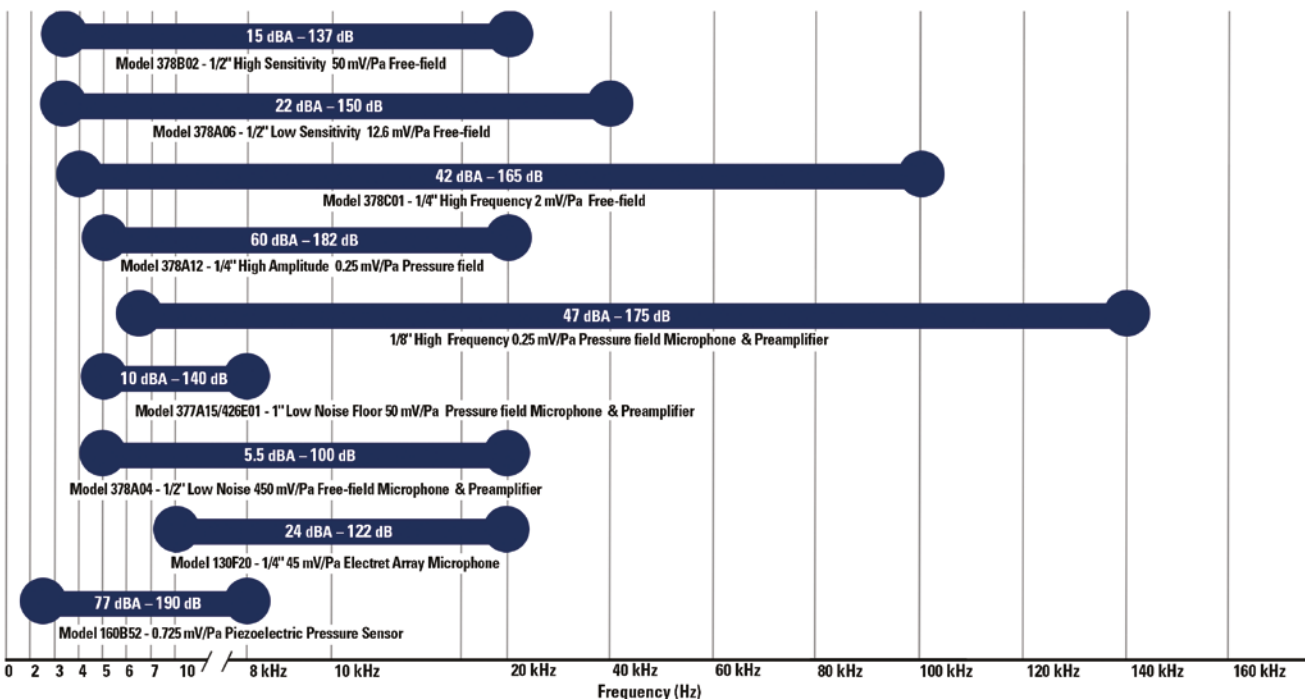 15 dBA – 137 dB
Model 378B02 - 1/2" High Sensitivity 50 mV/Pa Free-field
22 dBA – 150 dB
Model 378A06 - 1/2" Low Sensitivity 12.6 mV/Pa Free-field
42 dBA – 165 dB
Model 378C01 - 1/4" High Frequency 2 mV/Pa Free-field
60 dBA – 182 dB
Model 378A12 - 1/4" High Amplitude 0.25 mV/Pa Pressure field
47 dBA – 175 dB
1/8" High Frequency 0.25 mV/Pa Pressure field Microphone & Preamplifier
10 dBA – 140 dB
Model 377A15/426E01 - 1" Low Noise Floor 50 mV/Pa Pressure field Microphone & Preamplifier
5.5 dBA – 100 dB
Model 378A04 - 1/2" Low Noise 450 mV/Pa Free-field Microphone & Preamplifier
24 dBA – 122 dB
Model 130F20 - 1/4" 45 mV/Pa Electret Array Microphone
77 dBA – 190 dB
Model 160B52 - 0.725 mV/Pa Piezoelectric Pressure Sensor
0 2 3 4 5 6 7 10 8 kHz 10 kHz 20 kHz 40 kHz 60 kHz 80 kHz 100 kHz 120 kHz 140 kHz 160 kHz
Frequency (Hz)